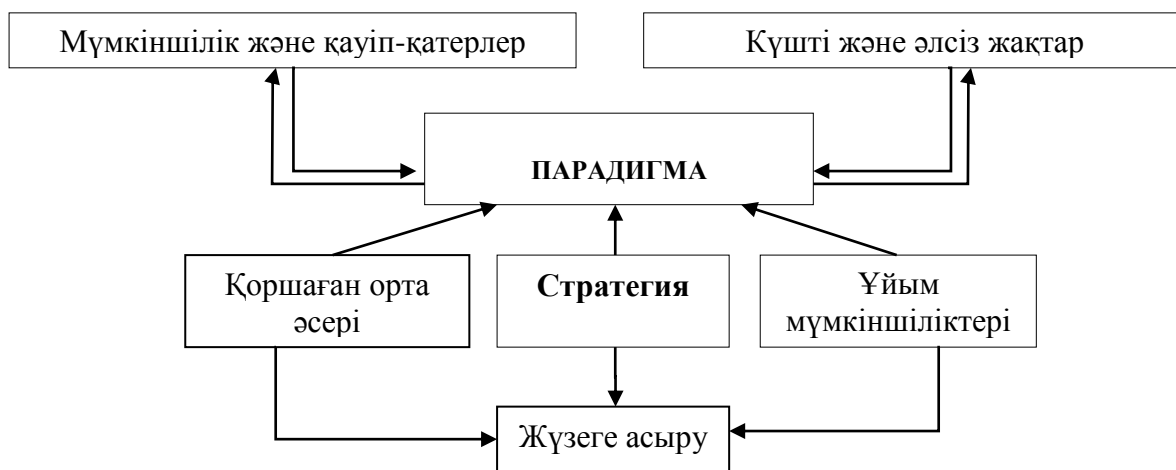 Мүмкіншілік және қауіп-қатерлер
Күшті және әлсіз жақтар
ПАРАДИГМА
Қоршаған орта
әсері
Стратегия
Ұйым
мүмкіншіліктері
Жүзеге асыру